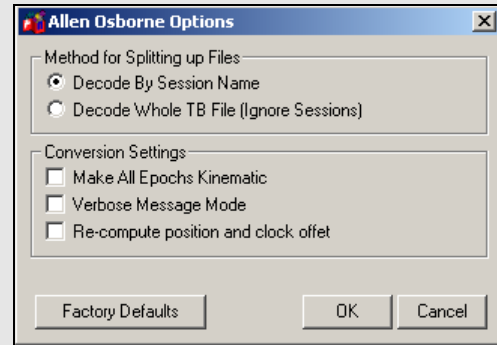 Allen Osborne Options
Method for Splitting up Files
Decode By Session Name
Decode Whole TB File (Ignore Sessions)
Conversion Settings
Make All Epochs Kinematic
Verbose Message Mode
Re-compute position and clock offet
Factory Defaults
OK
Cancel